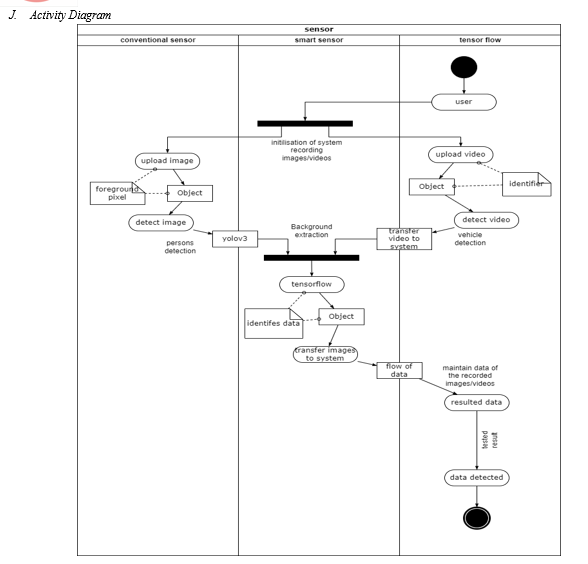 J. Activity Diagram
sensor
conventional sensor
smart sensor
tensor flow
user
initilisation of system
recording
images/videos
upload image
upload video
foreground
pixel
Object
Object
identifier
detect image
detect video
persons
detection
yolov3
Background
extraction
transfer
video to
system
vehicle
detection
tensorflow
identifes data
Object
transfer images
to system
flow of
data
maintain data of
the recorded
images/videos
resulted data
tested
result
data detected